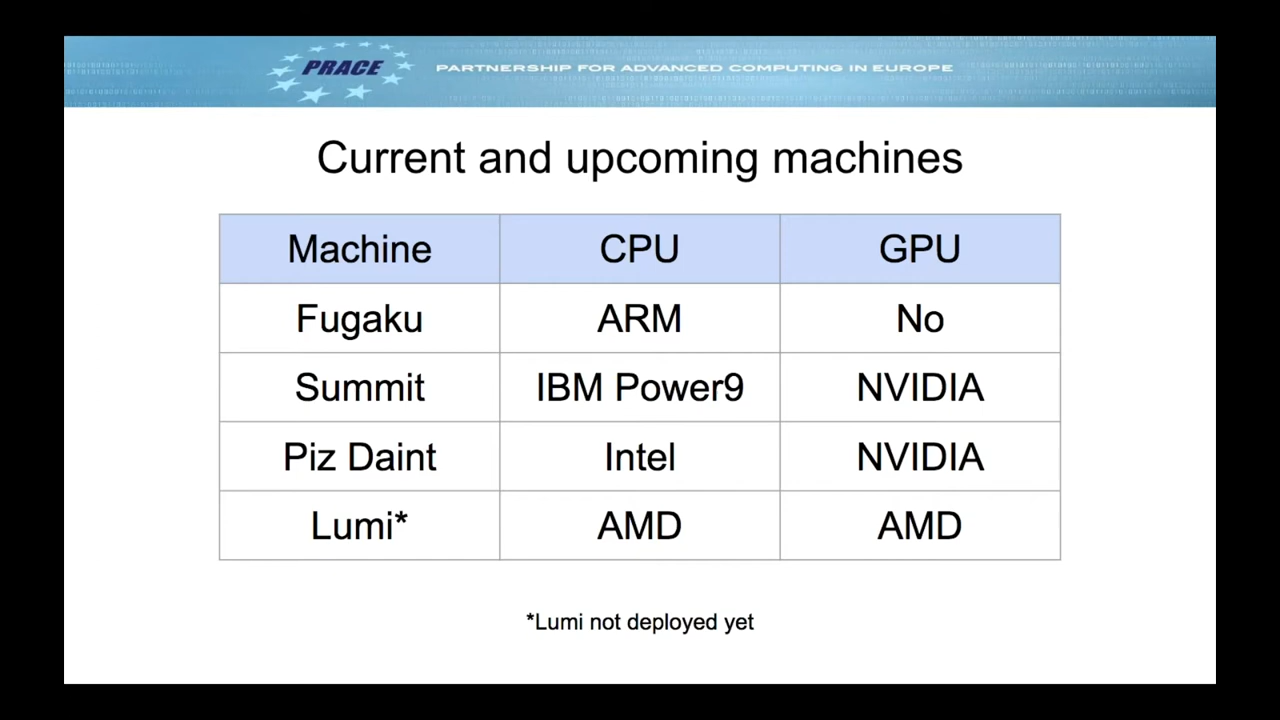 PRACE
PARTNERSHIP FOR ADVANCED COMPUTING IN EUROPE
Current and upcoming machines
Machine CPU GPU
Fugaku ARM No
Summit IBM Power9 NVIDIA
Piz Daint Intel NVIDIA
Lumi* AMD AMD
*Lumi not deployed yet